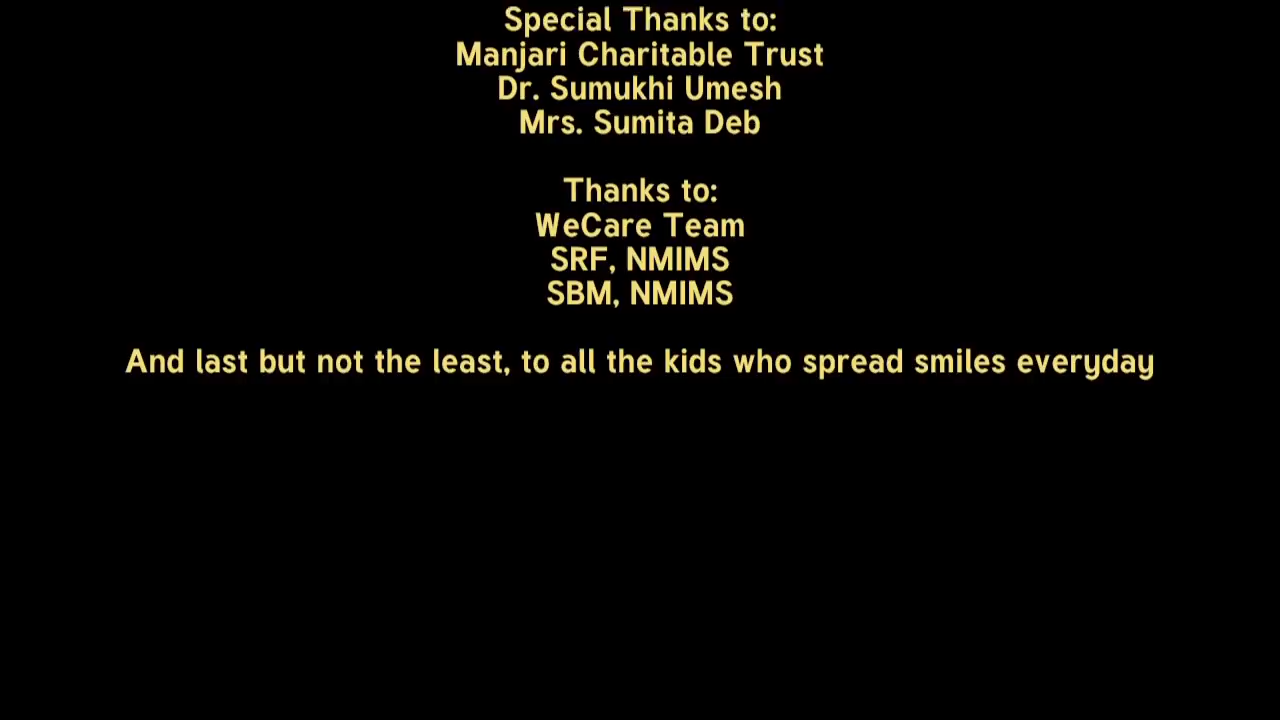 Special Thanks to:
Manjari Charitable Trust
Dr. Sumukhi Umesh
Mrs. Sumita Deb
Thanks to:
WeCare Team
SRF, NMIMS
SBM, NMIMS
And last but not the least, to all the kids who spread smiles everyday